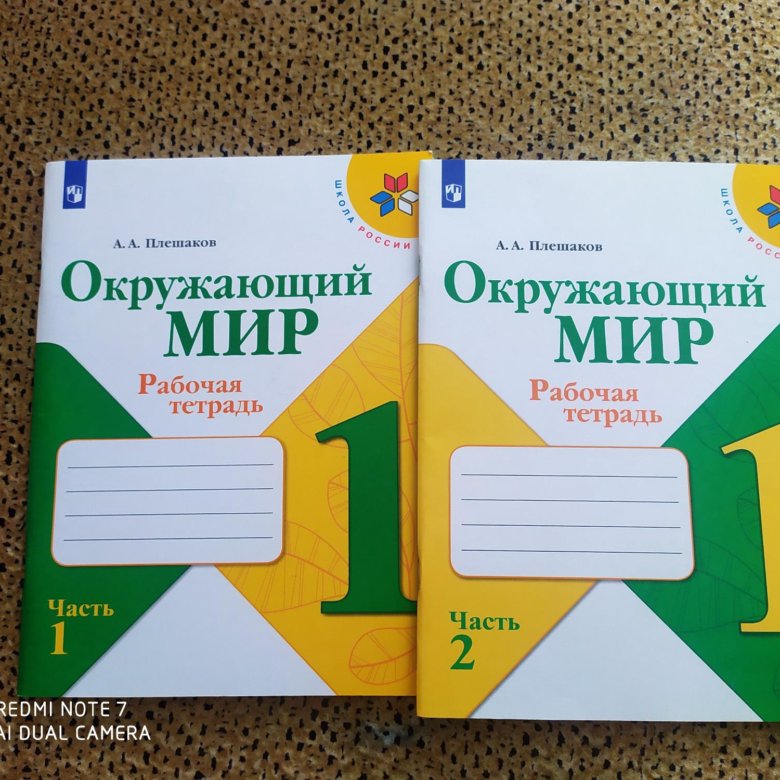 ШКОЛА РОССИИ
А. А. Плешаков
Окружающий
МИР
Рабочая
тетрадь
1
Часть
1
ШКОЛА
А. А. Плешаков
Окружающий
МИР
Рабочая
тетрадь
1
Часть
2
REDMI NOTE 7
AI DUAL CAMERA